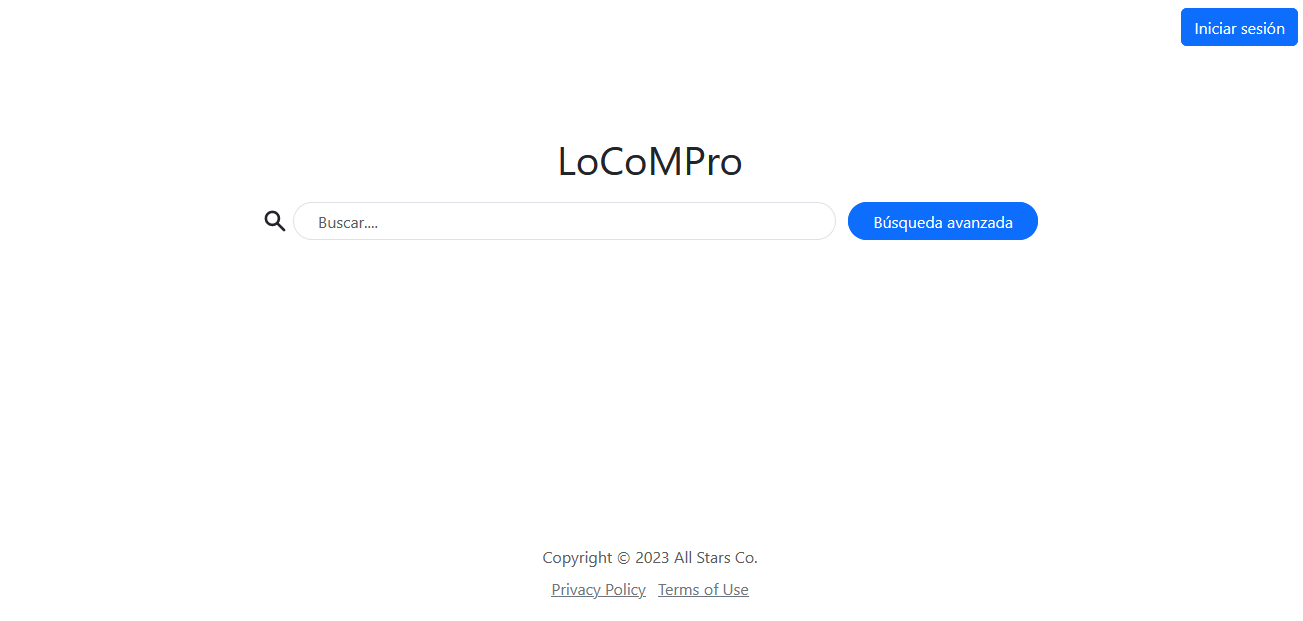 Iniciar sesión
LoCoMPro
Buscar....
Búsqueda avanzada
Copyright © 2023 All Stars Co.
Privacy Policy Terms of Use